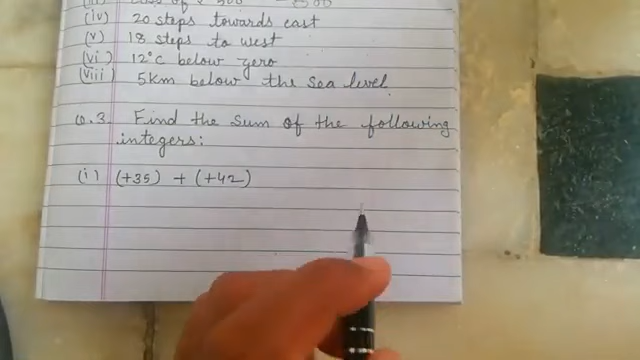 (iv) 20 steps towards east
(v) 18 steps to west
(vi) 12°C below zero
(viii) 5km below the sea level
Q.3. Find the Sum of the following
integers:
(i) (+35) + (+42)